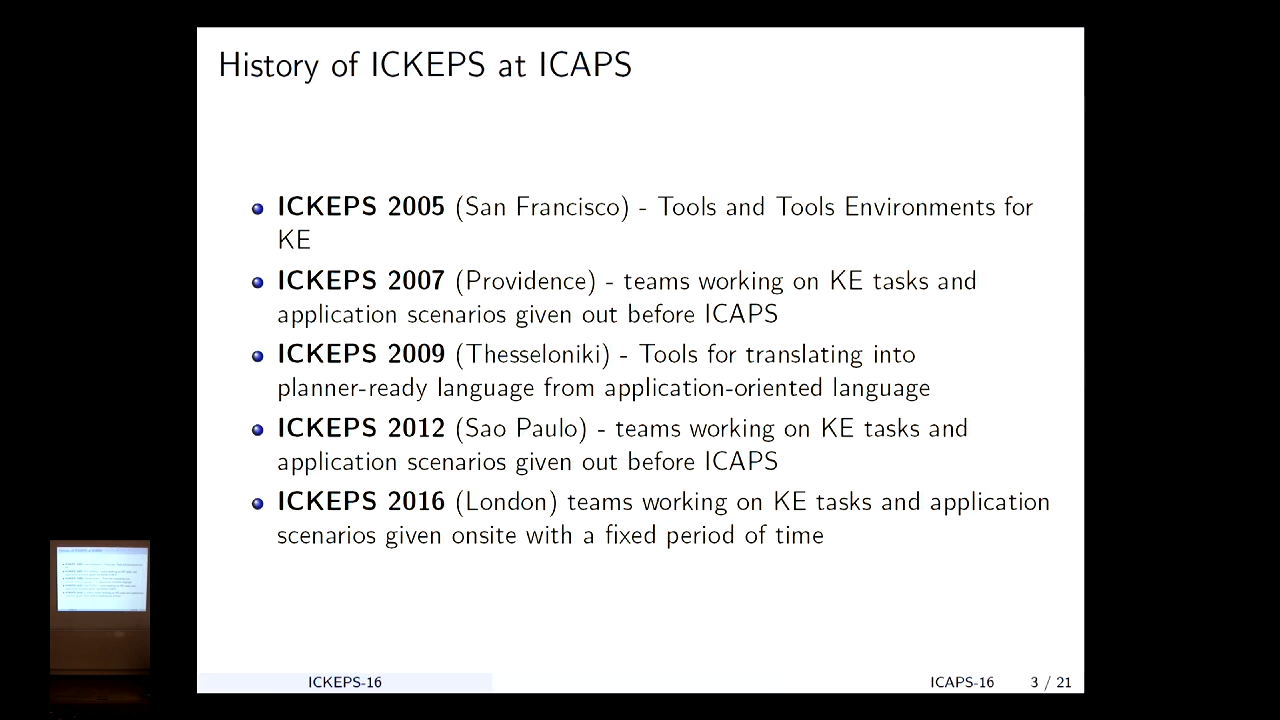 History of ICKEPS at ICAPS
ICKEPS 2005 (San Francisco) - Tools and Tools Environments for
KE
ICKEPS 2007 (Providence) - teams working on KE tasks and
application scenarios given out before ICAPS
ICKEPS 2009 (Thesseloniki) - Tools for translating into
planner-ready language from application-oriented language
ICKEPS 2012 (Sao Paulo) - teams working on KE tasks and
application scenarios given out before ICAPS
ICKEPS 2016 (London) teams working on KE tasks and application
scenarios given onsite with a fixed period of time
ICKEPS-16 ICAPS-16 3 / 21